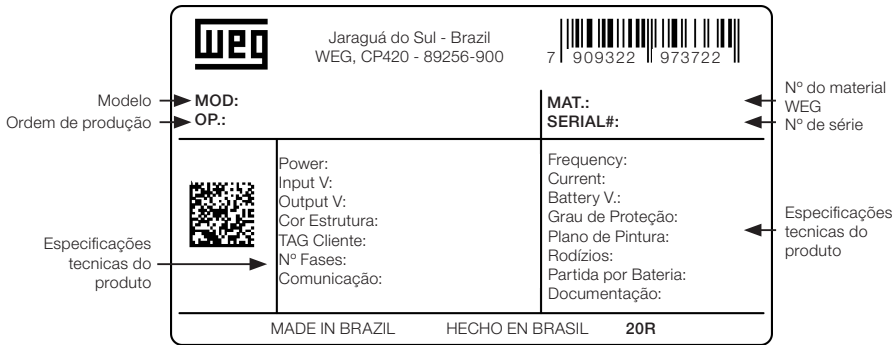 weg
Jaraguá do Sul - Brazil
WEG, CP420 - 89256-900
7 909322 973722
Modelo
MOD:
MAT.:
Nº do material
WEG
Ordem de produção
OP.:
SERIAL#:
Nº de série
Power:
Input V:
Output V:
Cor Estrutura:
TAG Cliente:
Nº Fases:
Comunicação:
Frequency:
Current:
Battery V.:
Grau de Proteção:
Plano de Pintura:
Rodízios:
Partida por Bateria:
Documentação:
Especificações
tecnicas do
produto
Especificações
tecnicas do
produto
MADE IN BRAZIL HECHO EN BRASIL 20R